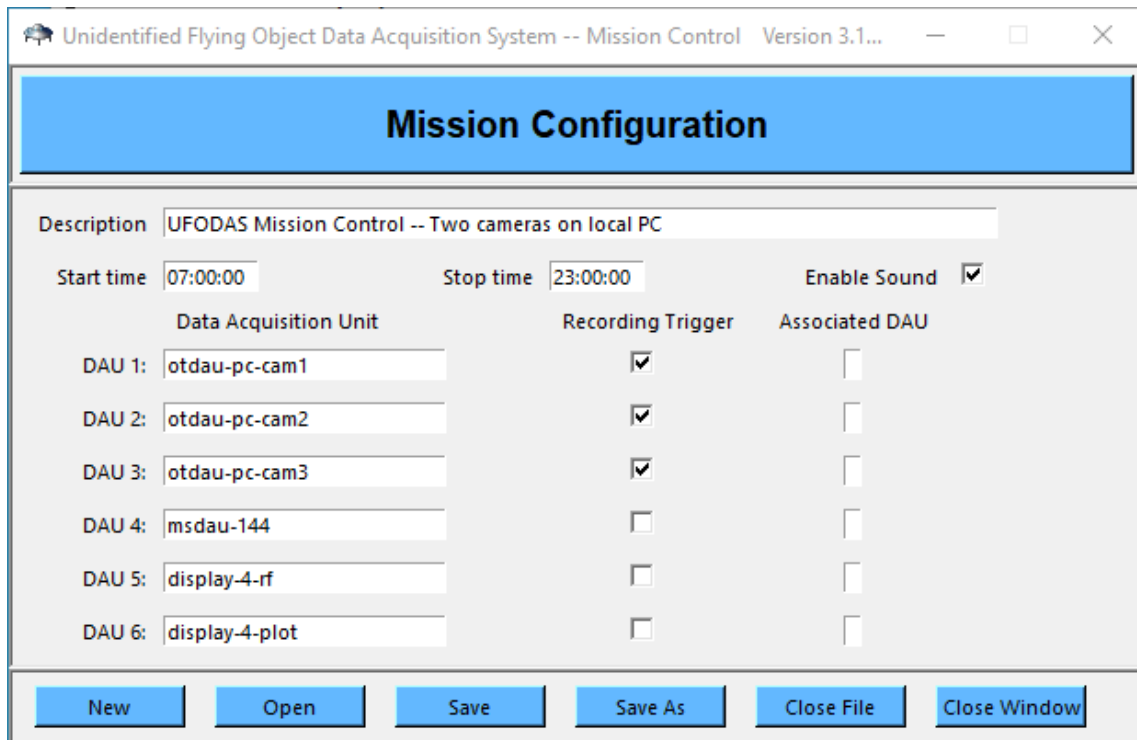 Unidentified Flying Object Data Acquisition System -- Mission Control Version 3.1...
Mission Configuration
Description UFODAS Mission Control -- Two cameras on local PC
Start time 07:00:00 Stop time 23:00:00 Enable Sound
Data Acquisition Unit Recording Trigger Associated DAU
DAU 1: otdau-pc-cam1
DAU 2: otdau-pc-cam2
DAU 3: otdau-pc-cam3
DAU 4: msdau-144
DAU 5: display-4-rf
DAU 6: display-4-plot
New Open Save Save As Close File Close Window